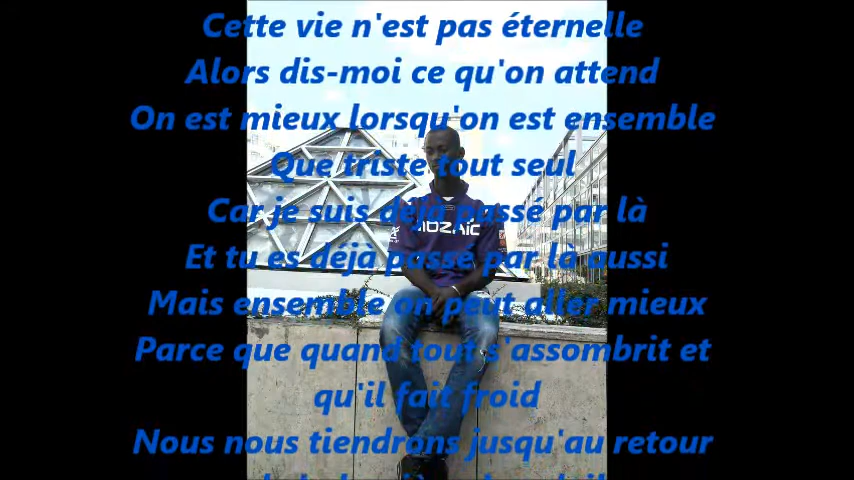 Cette vie n'est pas éternelle
Alors dis-moi ce qu'on attend
On est mieux lorsqu'on est ensemble
Que triste tout seul
Car je suis déjà passé par là
Et tu es déjà passé par là aussi
Mais ensemble on peut aller mieux
Parce que quand tout s'assombrit et
qu'il fait froid
Nous nous tiendrons jusqu'au retour
MOZAIC